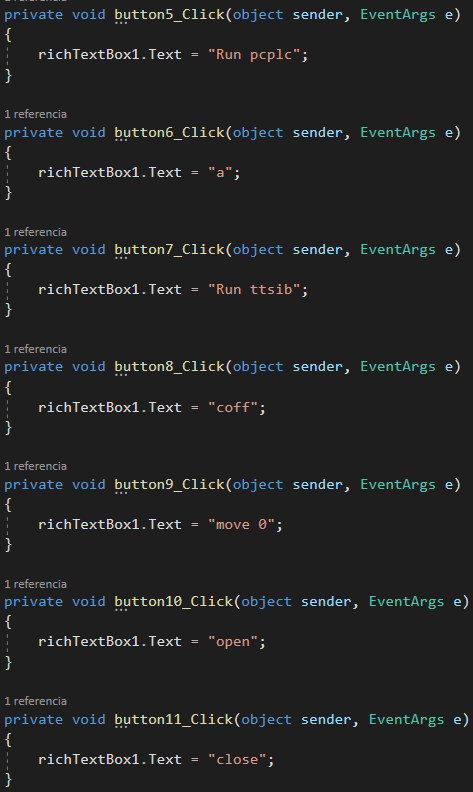 private void button5_Click(object sender, EventArgs e)
{
richTextBox1.Text = "Run pcplc";
}
1 referencia
private void button6_Click(object sender, EventArgs e)
{
richTextBox1.Text = "a";
}
1 referencia
private void button7_Click(object sender, EventArgs e)
{
richTextBox1.Text = "Run ttsib";
}
1 referencia
private void button8_Click(object sender, EventArgs e)
{
richTextBox1.Text = "coff";
}
1 referencia
private void button9_Click(object sender, EventArgs e)
{
richTextBox1.Text = "move 0";
}
1 referencia
private void button10_Click(object sender, EventArgs e)
{
richTextBox1.Text = "open";
}
1 referencia
private void button11_Click(object sender, EventArgs e)
{
richTextBox1.Text = "close";
}